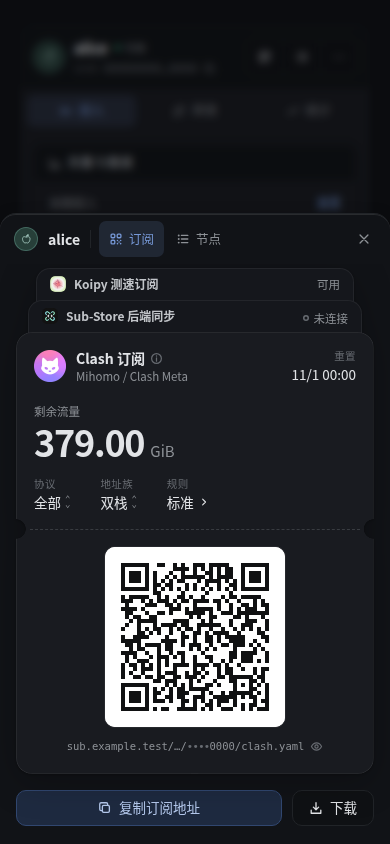 alice
alice
订阅
节点
Koipy 测速订阅
可用
Sub-Store 后端同步
未连接
Clash 订阅
重置
Mihomo / Clash Meta
11/1 00:00
剩余流量
379.00 GiB
协议
地址族
规则
全部
双栈
标准
sub.example.test/…/••••0000/clash.yaml
复制订阅地址
下载